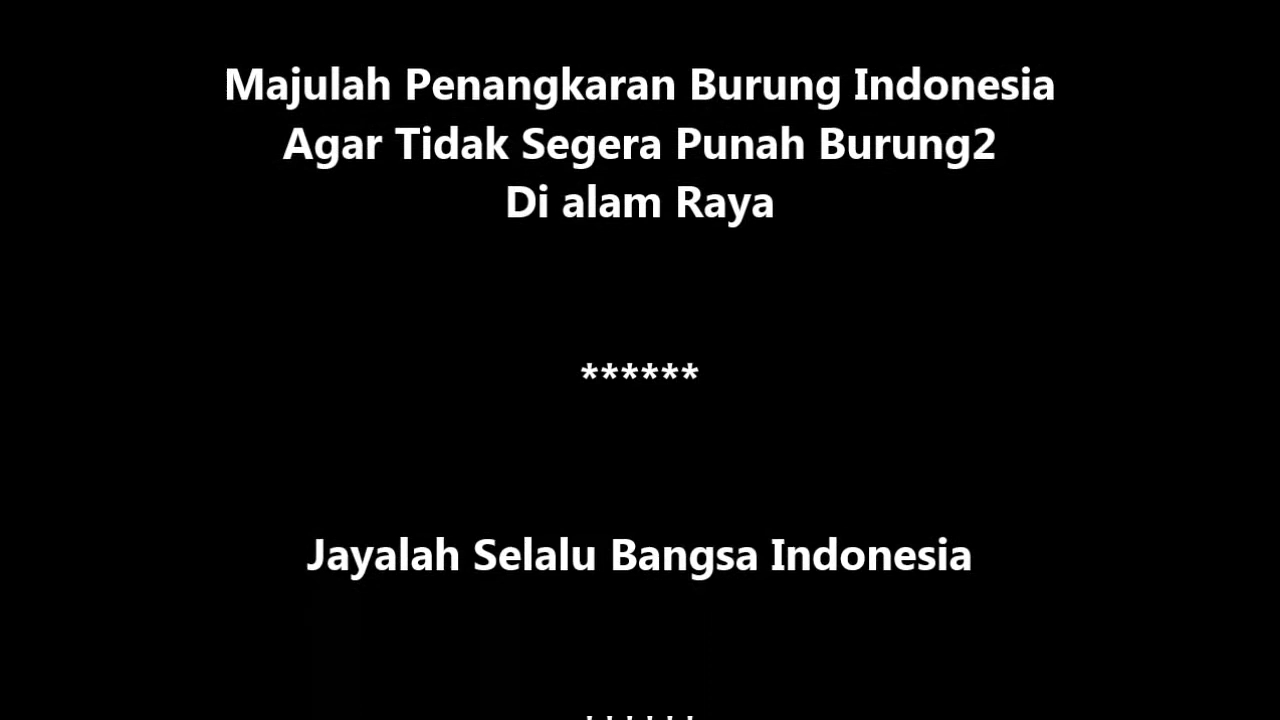 Majulah Penangkaran Burung Indonesia
Agar Tidak Segera Punah Burung2
Di alam Raya
******
Jayalah Selalu Bangsa Indonesia